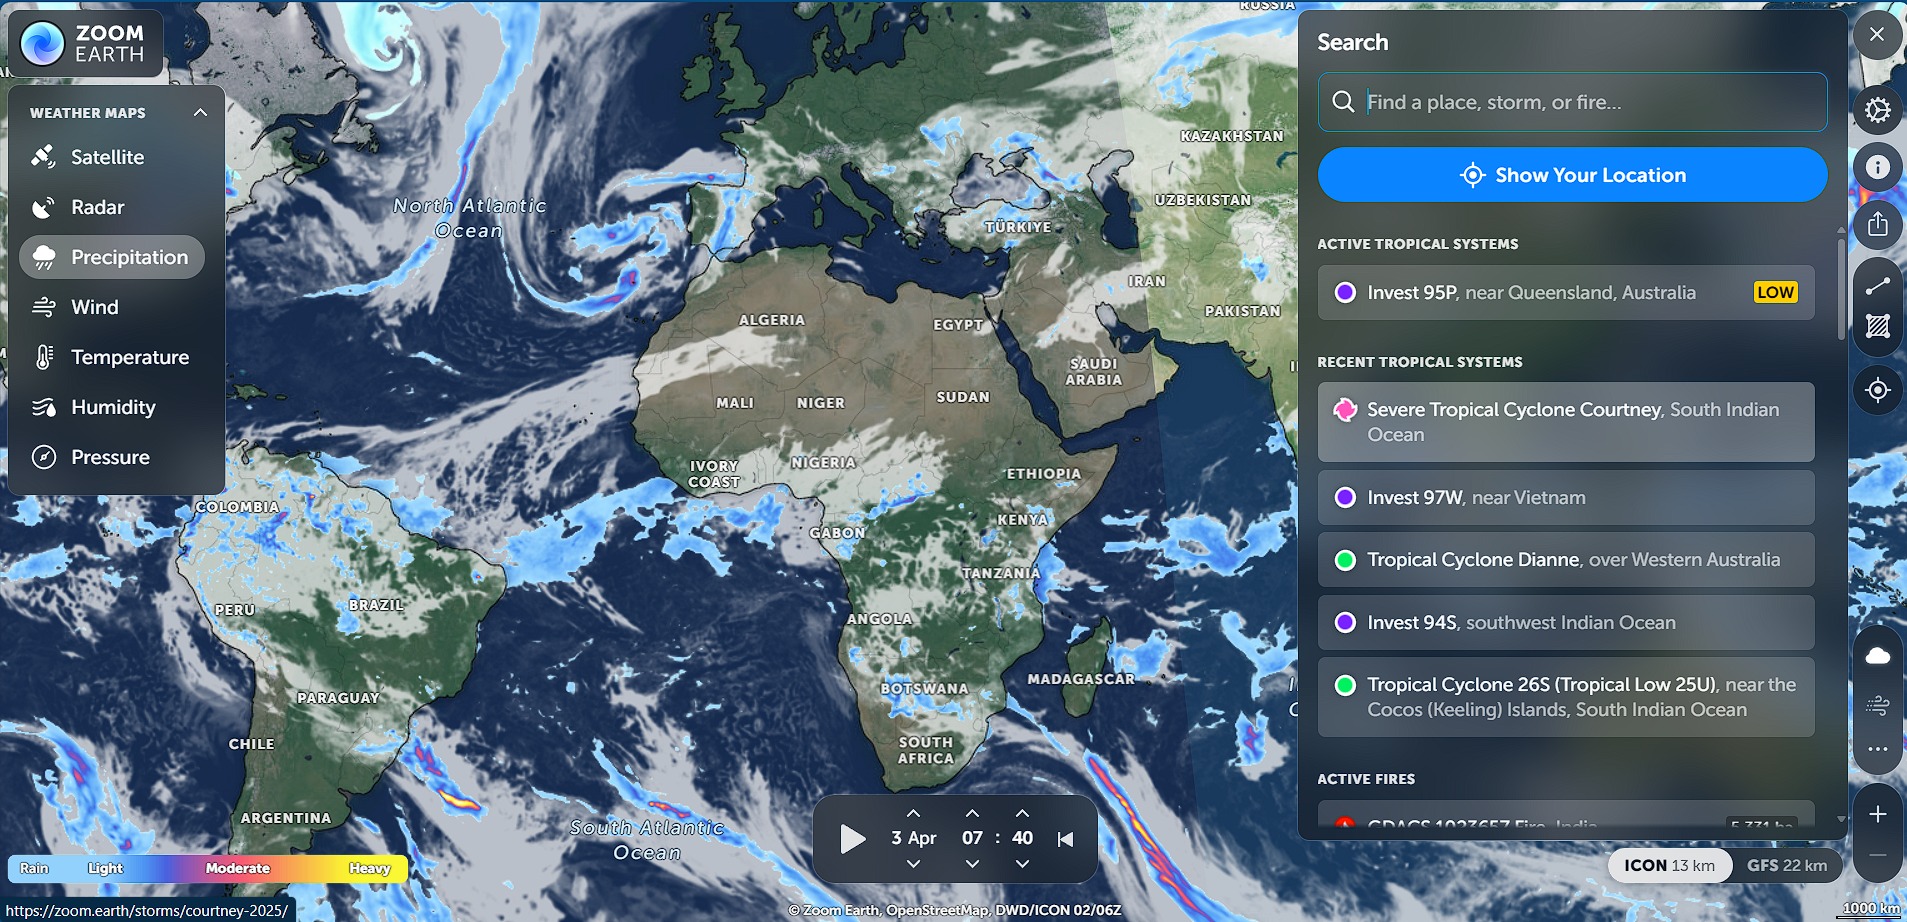 ZOOM
EARTH
WEATHER MAPS
Satellite
Radar
Precipitation
Wind
Temperature
Humidity
Pressure
RUSSIA
North Atlantic
Ocean
KAZAKHSTAN
UZBEKISTAN
TÜRKIYE
IRAN
PAKISTAN
ALGERIA
EGYPT
SAUDI
ARABIA
MALI
NIGER
SUDAN
IVORY
COAST
NIGERIA
ETHIOPIA
COLOMBIA
GABON
KENYA
TANZANIA
PERU
BRAZIL
ANGOLA
BOTSWANA
MADAGASCAR
PARAGUAY
CHILE
SOUTH
AFRICA
ARGENTINA
South Atlantic
Ocean
Search
Find a place, storm, or fire...
Show Your Location
ACTIVE TROPICAL SYSTEMS
Invest 95P, near Queensland, Australia LOW
RECENT TROPICAL SYSTEMS
Severe Tropical Cyclone Courtney, South Indian
Ocean
Invest 97W, near Vietnam
Tropical Cyclone Dianne, over Western Australia
Invest 94S, southwest Indian Ocean
Tropical Cyclone 26S (Tropical Low 25U), near the
Cocos (Keeling) Islands, South Indian Ocean
ACTIVE FIRES
GDACS 1023657 Fire, India 5,331 ha
3 Apr 07 : 40
Rain Light Moderate Heavy
ICON 13 km GFS 22 km
https://zoom.earth/storms/courtney-2025/
© Zoom Earth, OpenStreetMap, DWD/ICON 02/06Z
1000 km